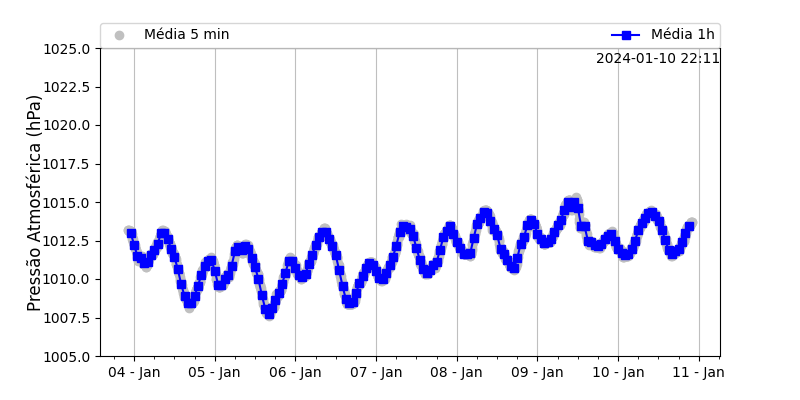 Média 5 min
Média 1h
2024-01-10 22:11
Pressão Atmosférica (hPa)
1025.0
1022.5
1020.0
1017.5
1015.0
1012.5
1010.0
1007.5
1005.0
04 - Jan
05 - Jan
06 - Jan
07 - Jan
08 - Jan
09 - Jan
10 - Jan
11 - Jan